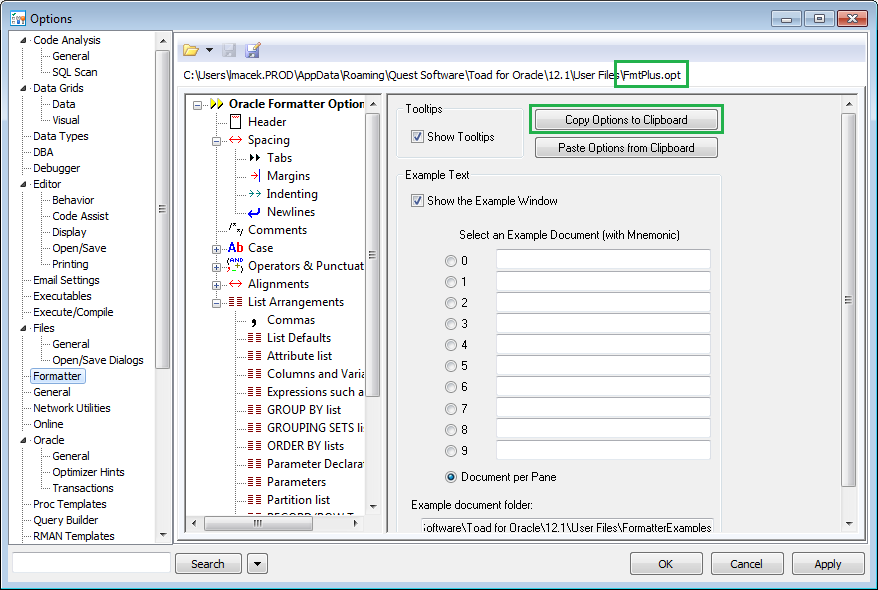 Options
Code Analysis
General
SQL Scan
Data Grids
Data
Visual
Data Types
DBA
Debugger
Editor
Behavior
Code Assist
Display
Open/Save
Printing
Email Settings
Executables
Execute/Compile
Files
General
Open/Save Dialogs
Formatter
General
Network Utilities
Online
Oracle
General
Optimizer Hints
Transactions
Proc Templates
Query Builder
RMAN Templates
C:\Users\lmacek.PROD\AppData\Roaming\Quest Software\Toad for Oracle\12.1\User Files\FmtPlus.opt
Oracle Formatter Option
Header
Spacing
Tabs
Margins
Indenting
Newlines
Comments
Ab Case
Operators & Punctuat
Alignments
List Arrangements
Commas
List Defaults
Attribute list
Columns and Varia
Expressions such a
GROUP BY list
GROUPING SETS li
ORDER BY lists
Parameter Declarat
Parameters
Partition list
Tooltips
Show Tooltips
Copy Options to Clipboard
Paste Options from Clipboard
Example Text
Show the Example Window
Select an Example Document (with Mnemonic)
0
1
2
3
4
5
6
7
8
9
Document per Pane
Example document folder:
Software\Toad for Oracle\12.1\User Files\FormatterExamples
Search
OK
Cancel
Apply